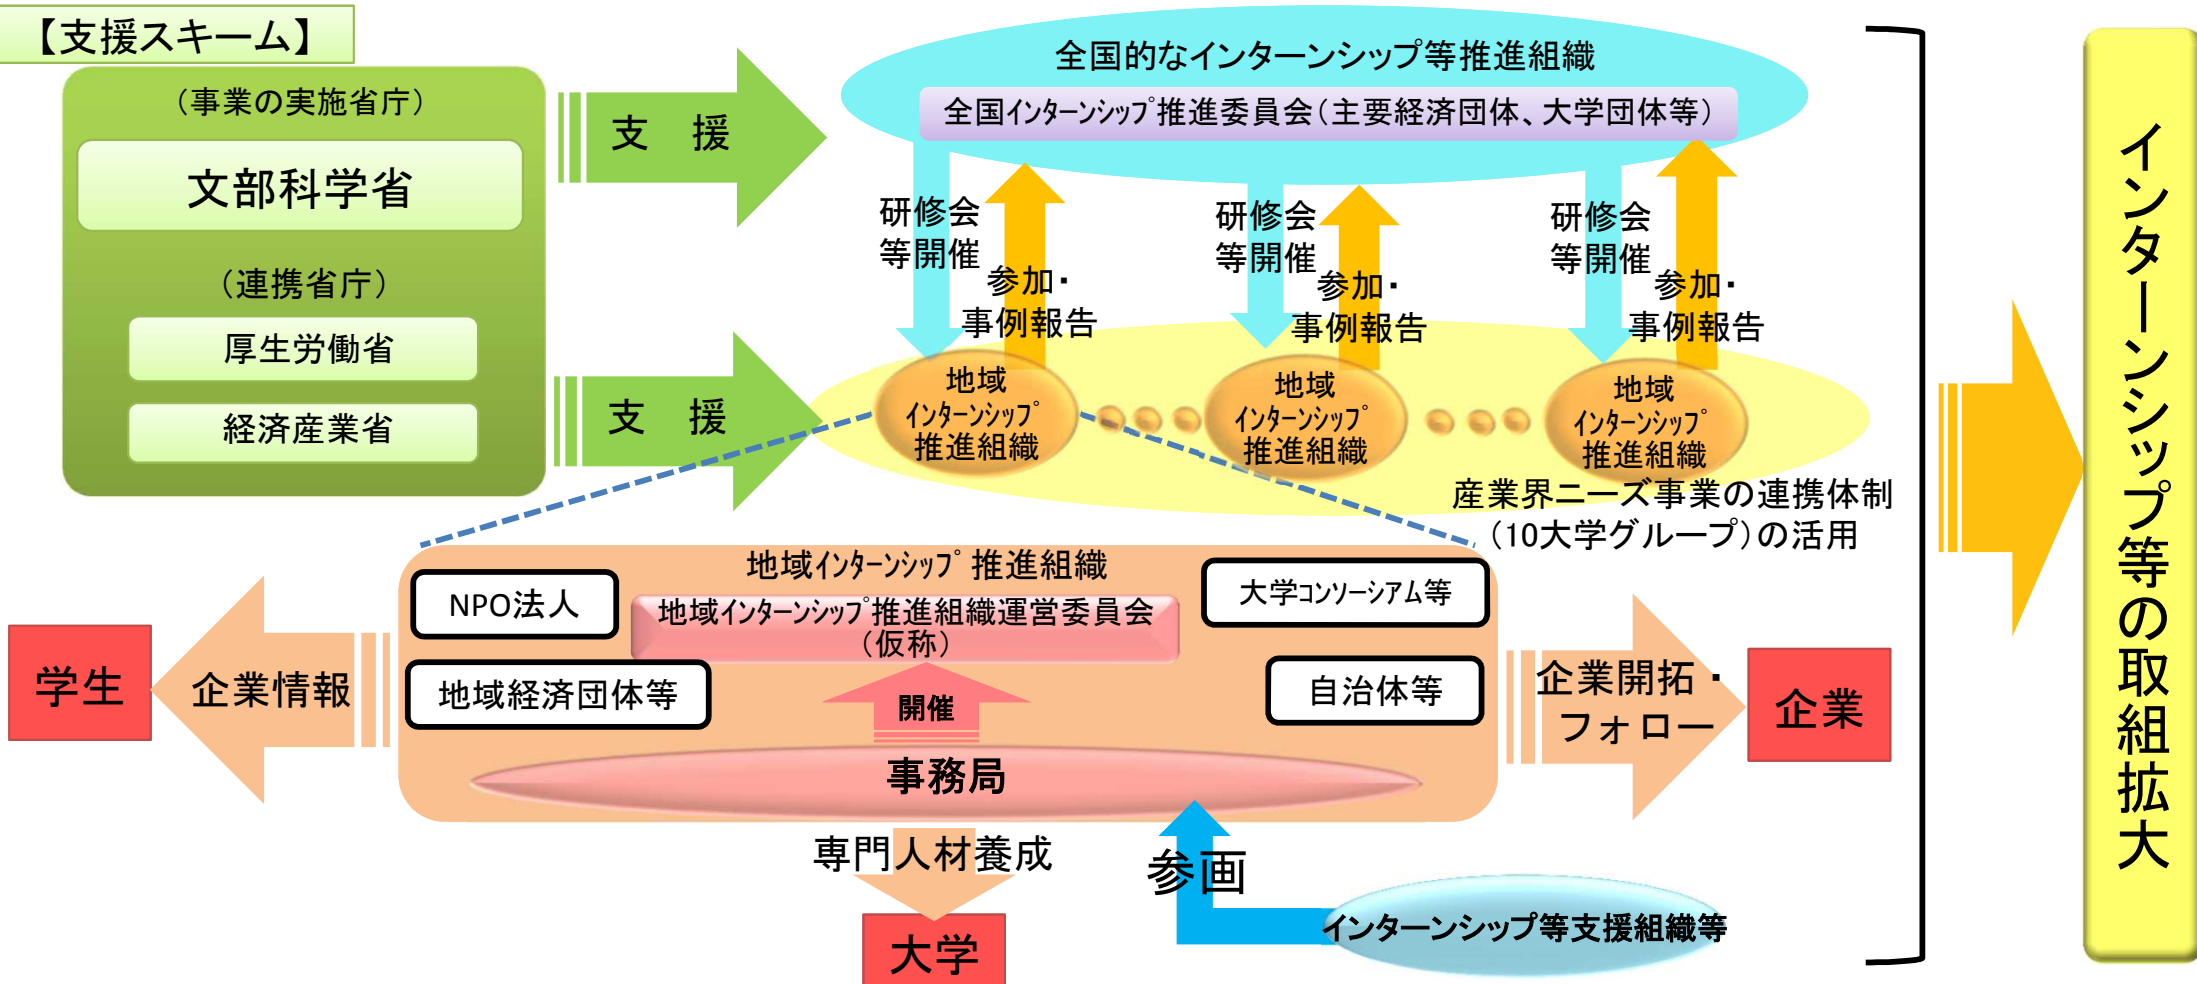 【支援スキーム】
（事業の実施省庁）
文部科学省
（連携省庁）
厚生労働省
経済産業省
支　援
支　援
全国的なインターンシップ等推進組織
全国ｲﾝﾀｰﾝｼｯﾌﾟ推進委員会（主要経済団体、大学団体等）
研修会
等開催
参加・
事例報告
研修会
等開催
参加・
事例報告
研修会
等開催
参加・
事例報告
地域
ｲﾝﾀｰﾝｼｯﾌﾟ
推進組織
地域
ｲﾝﾀｰﾝｼｯﾌﾟ
推進組織
地域
ｲﾝﾀｰﾝｼｯﾌﾟ
推進組織
産業界ニーズ事業の連携体制
（10大学グループ）の活用
地域ｲﾝﾀｰﾝｼｯﾌﾟ推進組織
NPO法人
大学ｺﾝｿｰｼｱﾑ等
地域ｲﾝﾀｰﾝｼｯﾌﾟ推進組織運営委員会
（仮称）
地域経済団体等
自治体等
開催
事務局
学生
企業情報
企業開拓・
フォロー
企業
専門人材養成
大学
参画
インターンシップ等支援組織等
インターンシップ等の取組拡大